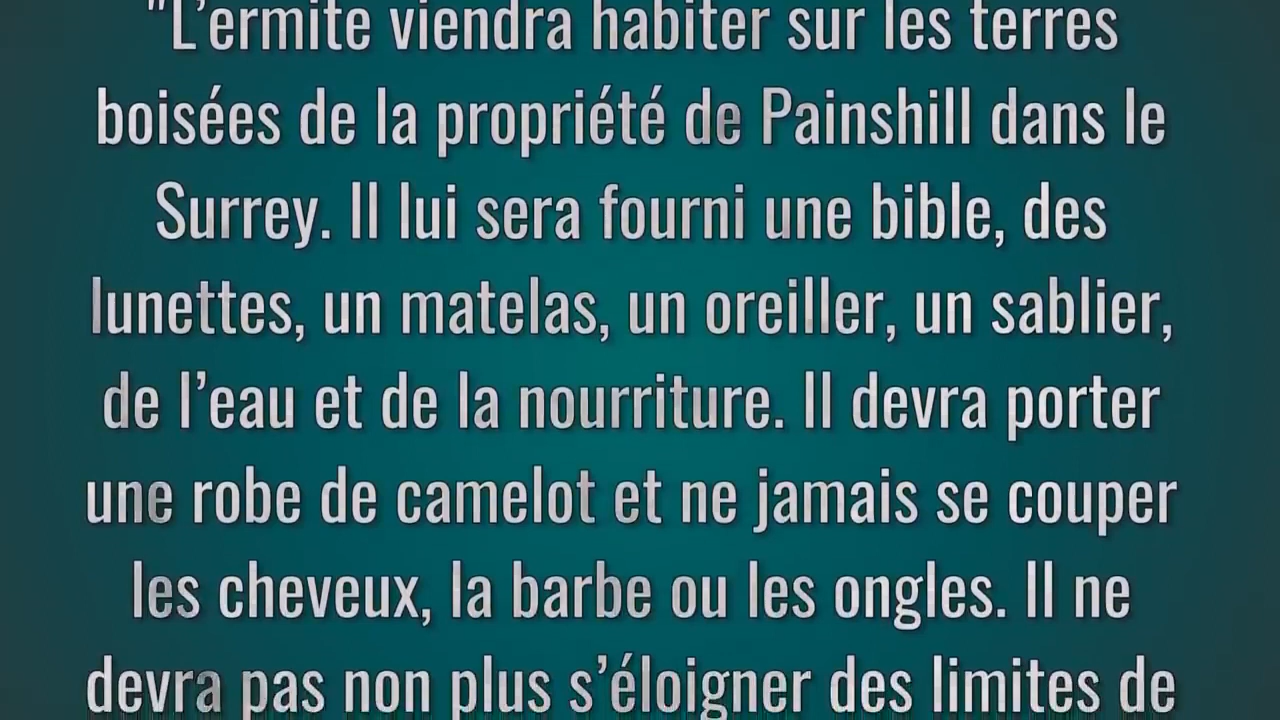 "L’ermite viendra habiter sur les terres
boisées de la propriété de Painshill dans le
Surrey. Il lui sera fourni une bible, des
lunettes, un matelas, un oreiller, un sablier,
de l’eau et de la nourriture. Il devra porter
une robe de camelot et ne jamais se couper
les cheveux, la barbe ou les ongles. Il ne
devra pas non plus s’éloigner des limites de